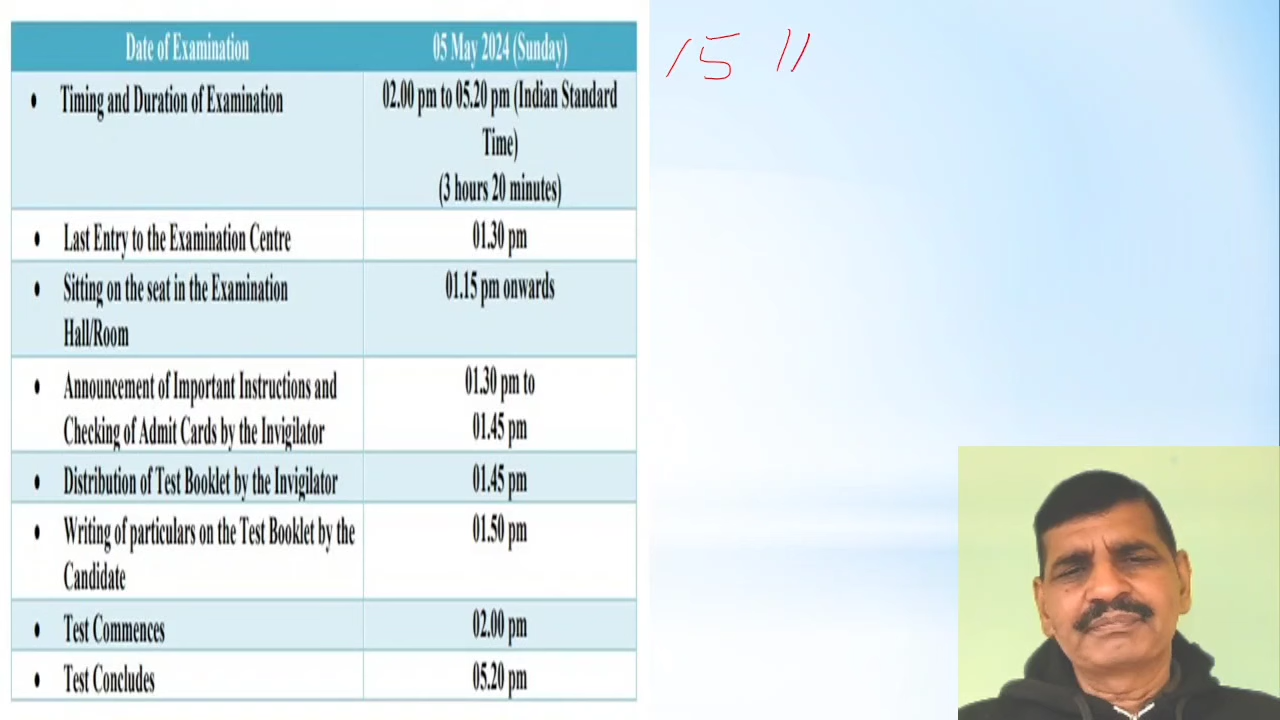 Date of Examination 05 May 2024 (Sunday)
• Timing and Duration of Examination 02.00 pm to 05.20 pm (Indian Standard
Time)
(3 hours 20 minutes)
• Last Entry to the Examination Centre 01.30 pm
• Sitting on the seat in the Examination 01.15 pm onwards
Hall/Room
• Announcement of Important Instructions and 01.30 pm to
Checking of Admit Cards by the Invigilator 01.45 pm
• Distribution of Test Booklet by the Invigilator 01.45 pm
• Writing of particulars on the Test Booklet by the 01.50 pm
Candidate
• Test Commences 02.00 pm
• Test Concludes 05.20 pm
15 "